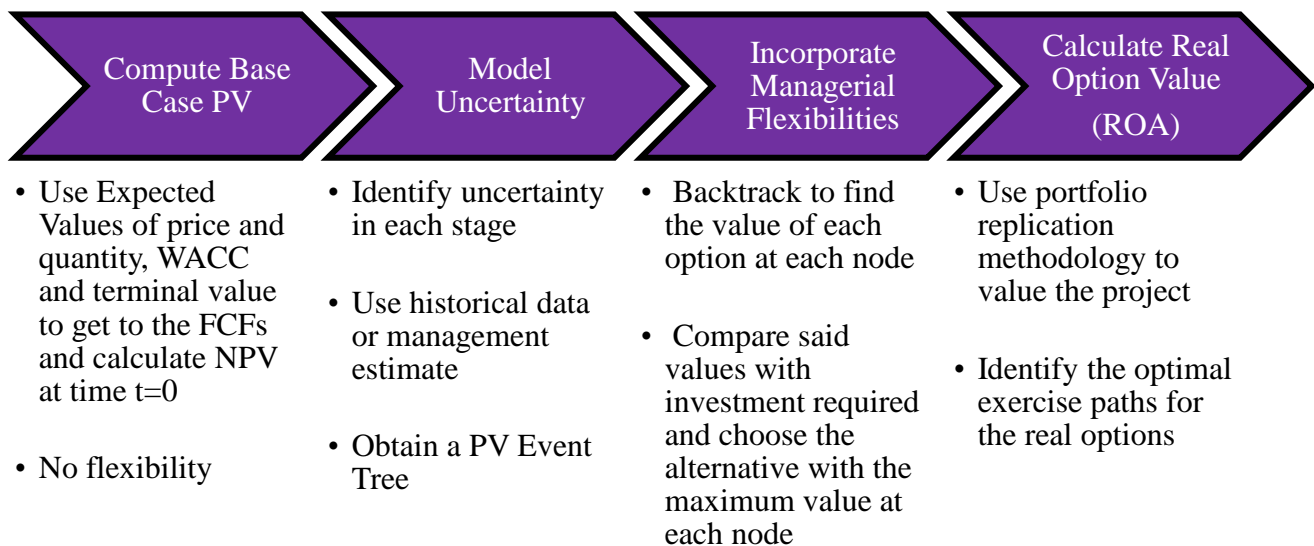 Compute Base
Case PV
Model
Uncertainty
Incorporate
Managerial
Flexibilities
Calculate Real
Option Value
(ROA)
• Use Expected
Values of price and
quantity, WACC
and terminal value
to get to the FCFs
and calculate NPV
at time t=0
• No flexibility
• Identify uncertainty
in each stage
• Use historical data
or management
estimate
• Obtain a PV Event
Tree
• Backtrack to find
the value of each
option at each node
• Compare said
values with
investment required
and choose the
alternative with the
maximum value at
each node
• Use portfolio
replication
methodology to
value the project
• Identify the optimal
exercise paths for
the real options